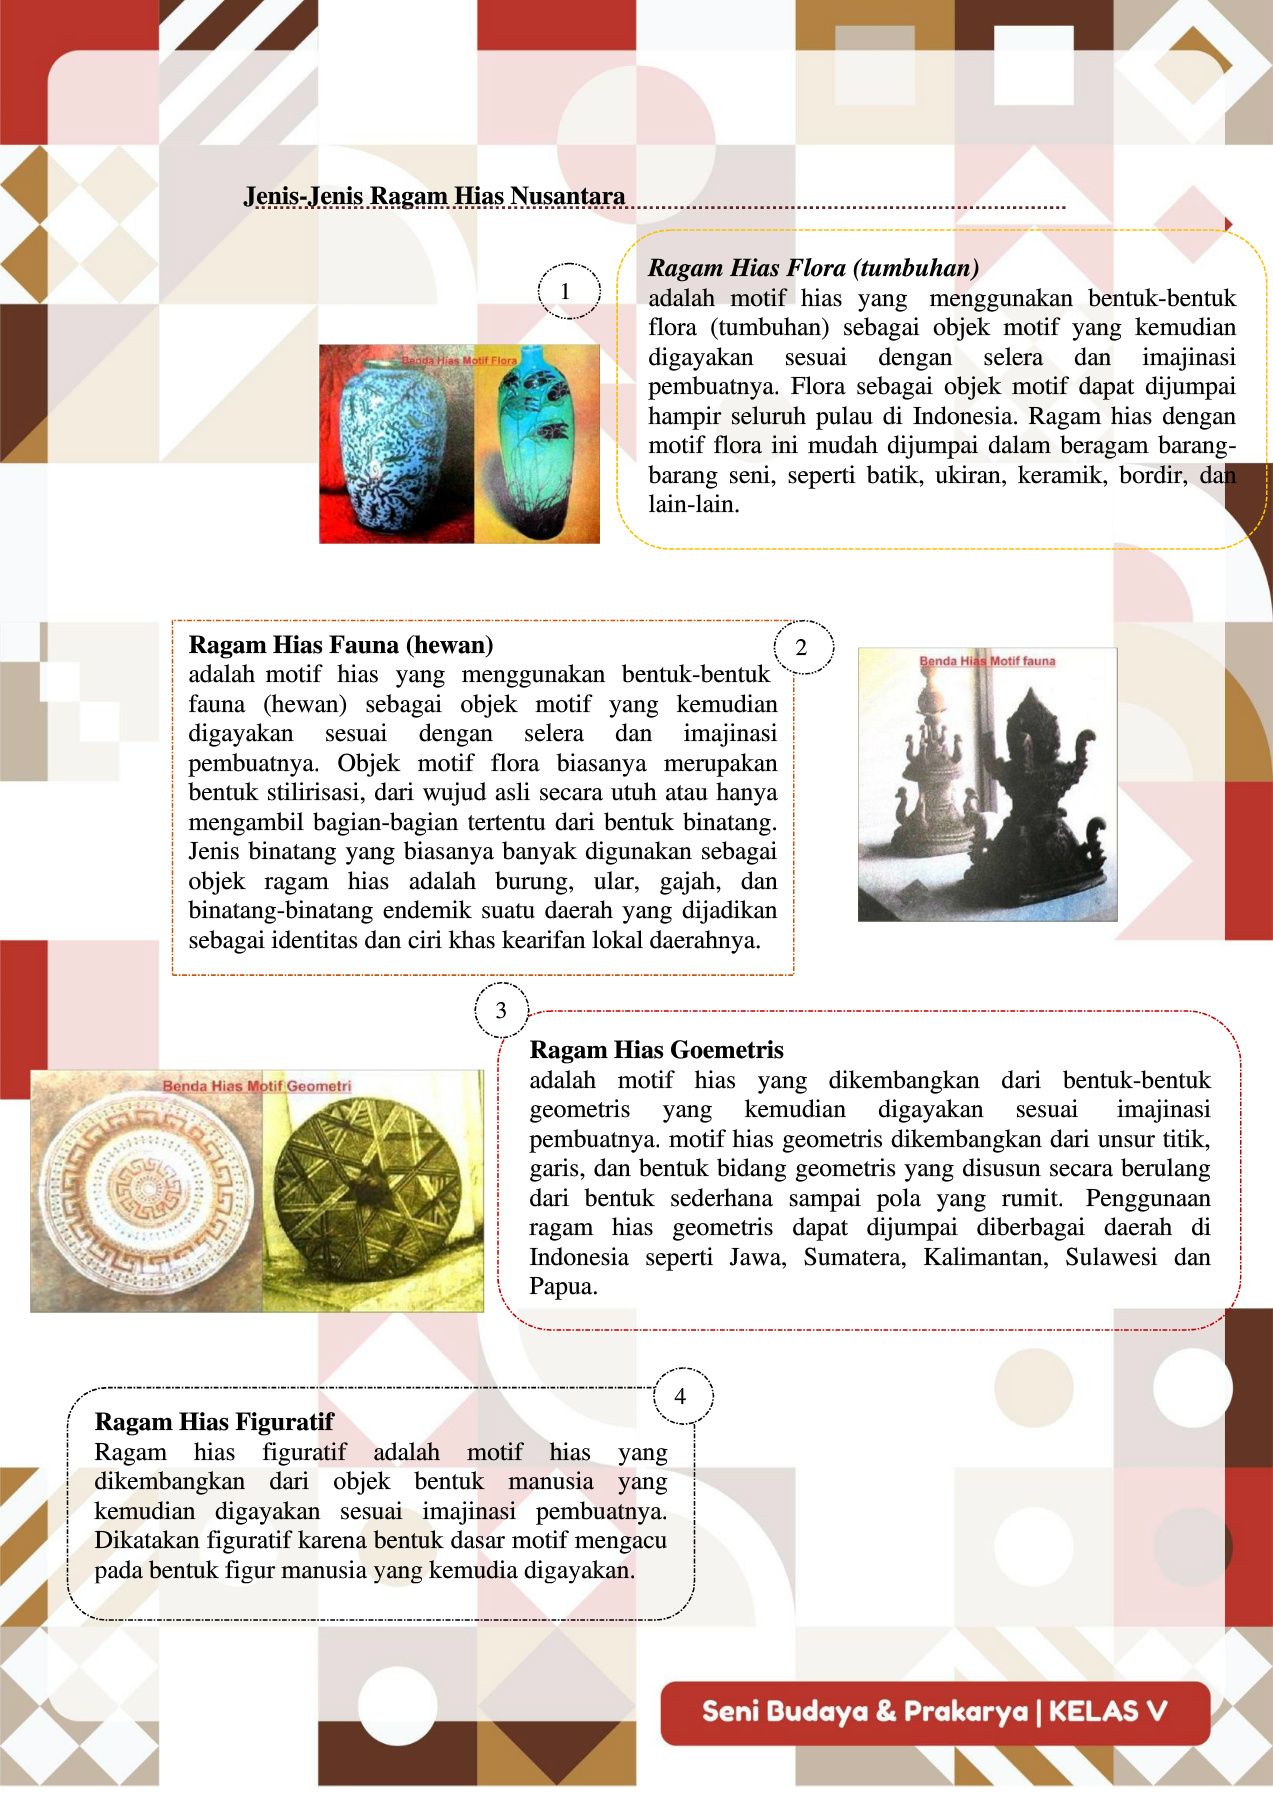 Jenis-Jenis Ragam Hias Nusantara
1
Ragam Hias Flora (tumbuhan)
adalah motif hias yang menggunakan bentuk-bentuk
flora (tumbuhan) sebagai objek motif yang kemudian
digayakan sesuai dengan selera dan imajinasi
pembuatnya. Flora sebagai objek motif dapat dijumpai
hampir seluruh pulau di Indonesia. Ragam hias dengan
motif flora ini mudah dijumpai dalam beragam barang-
barang seni, seperti batik, ukiran, keramik, bordir, dan
lain-lain.
Benda Hias Motif Flora
Ragam Hias Fauna (hewan)
adalah motif hias yang menggunakan bentuk-bentuk
fauna (hewan) sebagai objek motif yang kemudian
digayakan sesuai dengan selera dan imajinasi
pembuatnya. Objek motif flora biasanya merupakan
bentuk stilirisasi, dari wujud asli secara utuh atau hanya
mengambil bagian-bagian tertentu dari bentuk binatang.
Jenis binatang yang biasanya banyak digunakan sebagai
objek ragam hias adalah burung, ular, gajah, dan
binatang-binatang endemik suatu daerah yang dijadikan
sebagai identitas dan ciri khas kearifan lokal daerahnya.
2
Benda Hias Motif fauna
3
Ragam Hias Goemetris
adalah motif hias yang dikembangkan dari bentuk-bentuk
geometris yang kemudian digayakan sesuai imajinasi
pembuatnya. motif hias geometris dikembangkan dari unsur titik,
garis, dan bentuk bidang geometris yang disusun secara berulang
dari bentuk sederhana sampai pola yang rumit. Penggunaan
ragam hias geometris dapat dijumpai diberbagai daerah di
Indonesia seperti Jawa, Sumatera, Kalimantan, Sulawesi dan
Papua.
Benda Hias Motif Geometri
4
Ragam Hias Figuratif
Ragam hias figuratif adalah motif hias yang
dikembangkan dari objek bentuk manusia yang
kemudian digayakan sesuai imajinasi pembuatnya.
Dikatakan figuratif karena bentuk dasar motif mengacu
pada bentuk figur manusia yang kemudia digayakan.
Seni Budaya & Prakarya | KELAS V